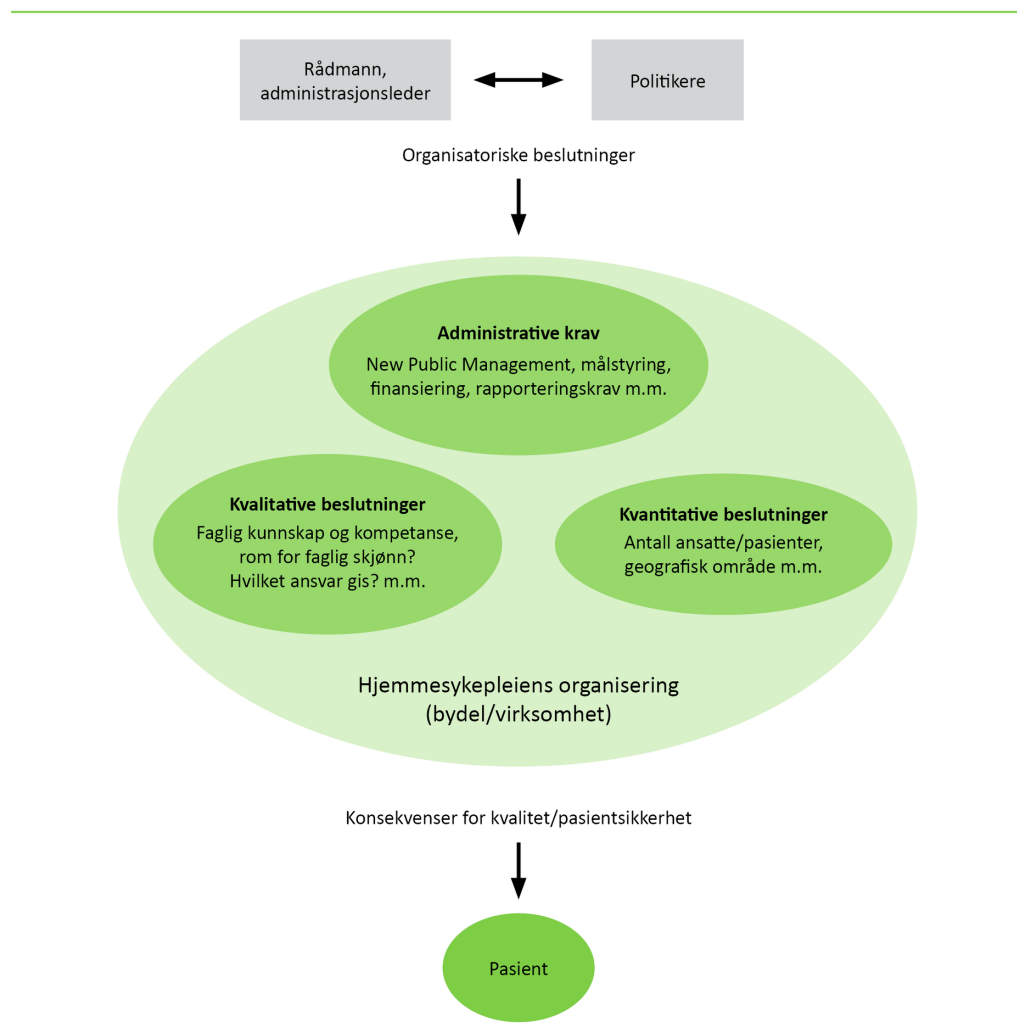 Rådmann,
administrasjonsleder
Politikere
Organisatoriske beslutninger
Administrative krav
New Public Management, målstyring,
finansiering, rapporteringskrav m.m.
Kvalitative beslutninger
Faglig kunnskap og kompetanse,
rom for faglig skjønn?
Hvilket ansvar gis? m.m.
Kvantitative beslutninger
Antall ansatte/pasienter,
geografisk område m.m.
Hjemmesykepleiens organisering
(bydel/virksomhet)
Konsekvenser for kvalitet/pasientsikkerhet
Pasient